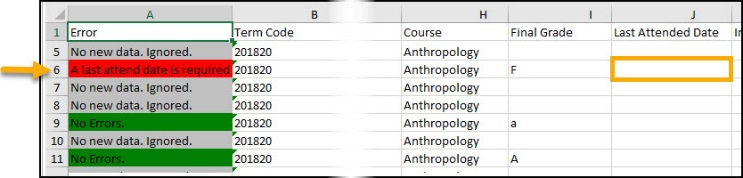 A B H I J
1 Error Term Code Course Final Grade Last Attended Date
5 No new data. Ignored. 201820 Anthropology
6 A last attend date is required 201820 Anthropology F
7 No new data. Ignored. 201820 Anthropology
8 No new data. Ignored. 201820 Anthropology
9 No Errors. 201820 Anthropology a
10 No new data. Ignored. 201820 Anthropology
11 No Errors. 201820 Anthropology A